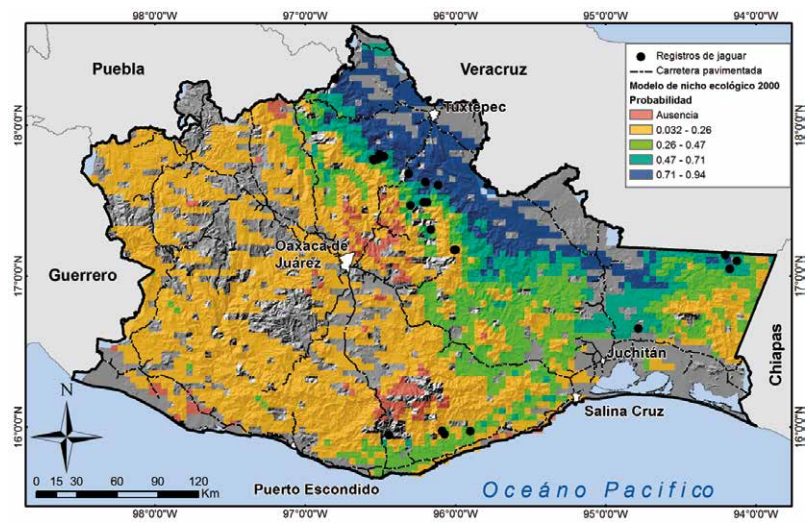 98°0'0"W 97°0'0"W 96°0'0"W 95°0'0"W 94°0'0"W
Puebla
Veracruz
Tuxtepec
Oaxaca de
Juárez
Guerrero
Chiapas
Juchitán
Salina Cruz
Puerto Escondido
Oceáno Pacifico
Registros de jaguar
Carretera pavimentada
Modelo de nicho ecológico 2000
Probabilidad
Ausencia
0.032 - 0.26
0.26 - 0.47
0.47 - 0.71
0.71 - 0.94
18°0'0"N
17°0'0"N
16°0'0"N
18°0'0"N
17°0'0"N
16°0'0"N
N
0 15 30 60 90 120
Km
98°0'0"W 97°0'0"W 96°0'0"W 95°0'0"W 94°0'0"W